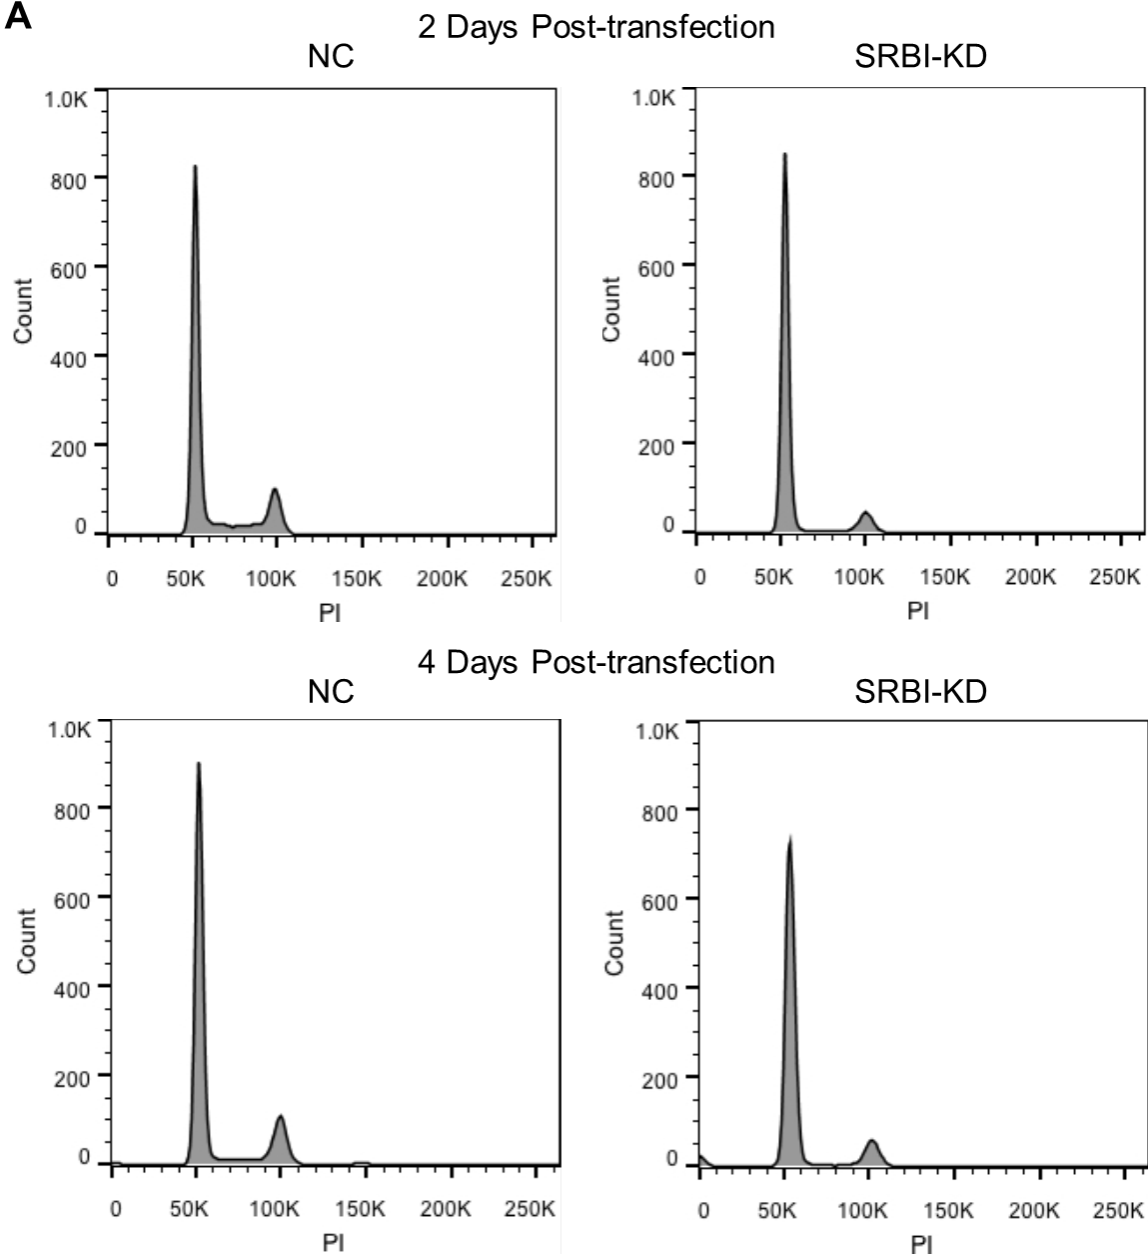 A
2 Days Post-transfection
NC
SRBI-KD
1.0K
800
600
400
200
0
Count
0 50K 100K 150K 200K 250K
PI
1.0K
800
600
400
200
0
Count
0 50K 100K 150K 200K 250K
PI
4 Days Post-transfection
NC
SRBI-KD
1.0K
800
600
400
200
0
Count
0 50K 100K 150K 200K 250K
PI
1.0K
800
600
400
200
0
Count
0 50K 100K 150K 200K 250K
PI